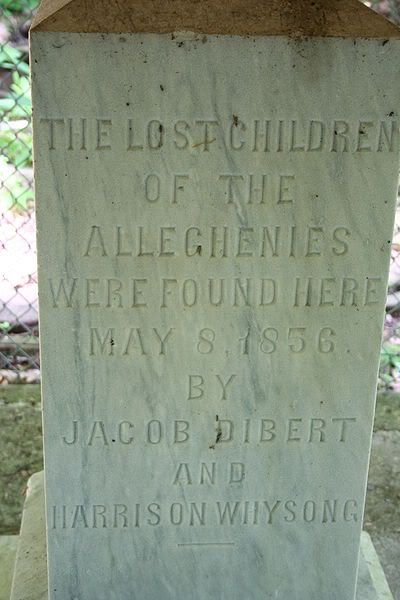 THE LOST CHILDREN
OF THE
ALLEGHENIES
WERE FOUND HERE
MAY 8, 1856.
BY
JACOB DIBERT
AND
HARRISON WHYSONG